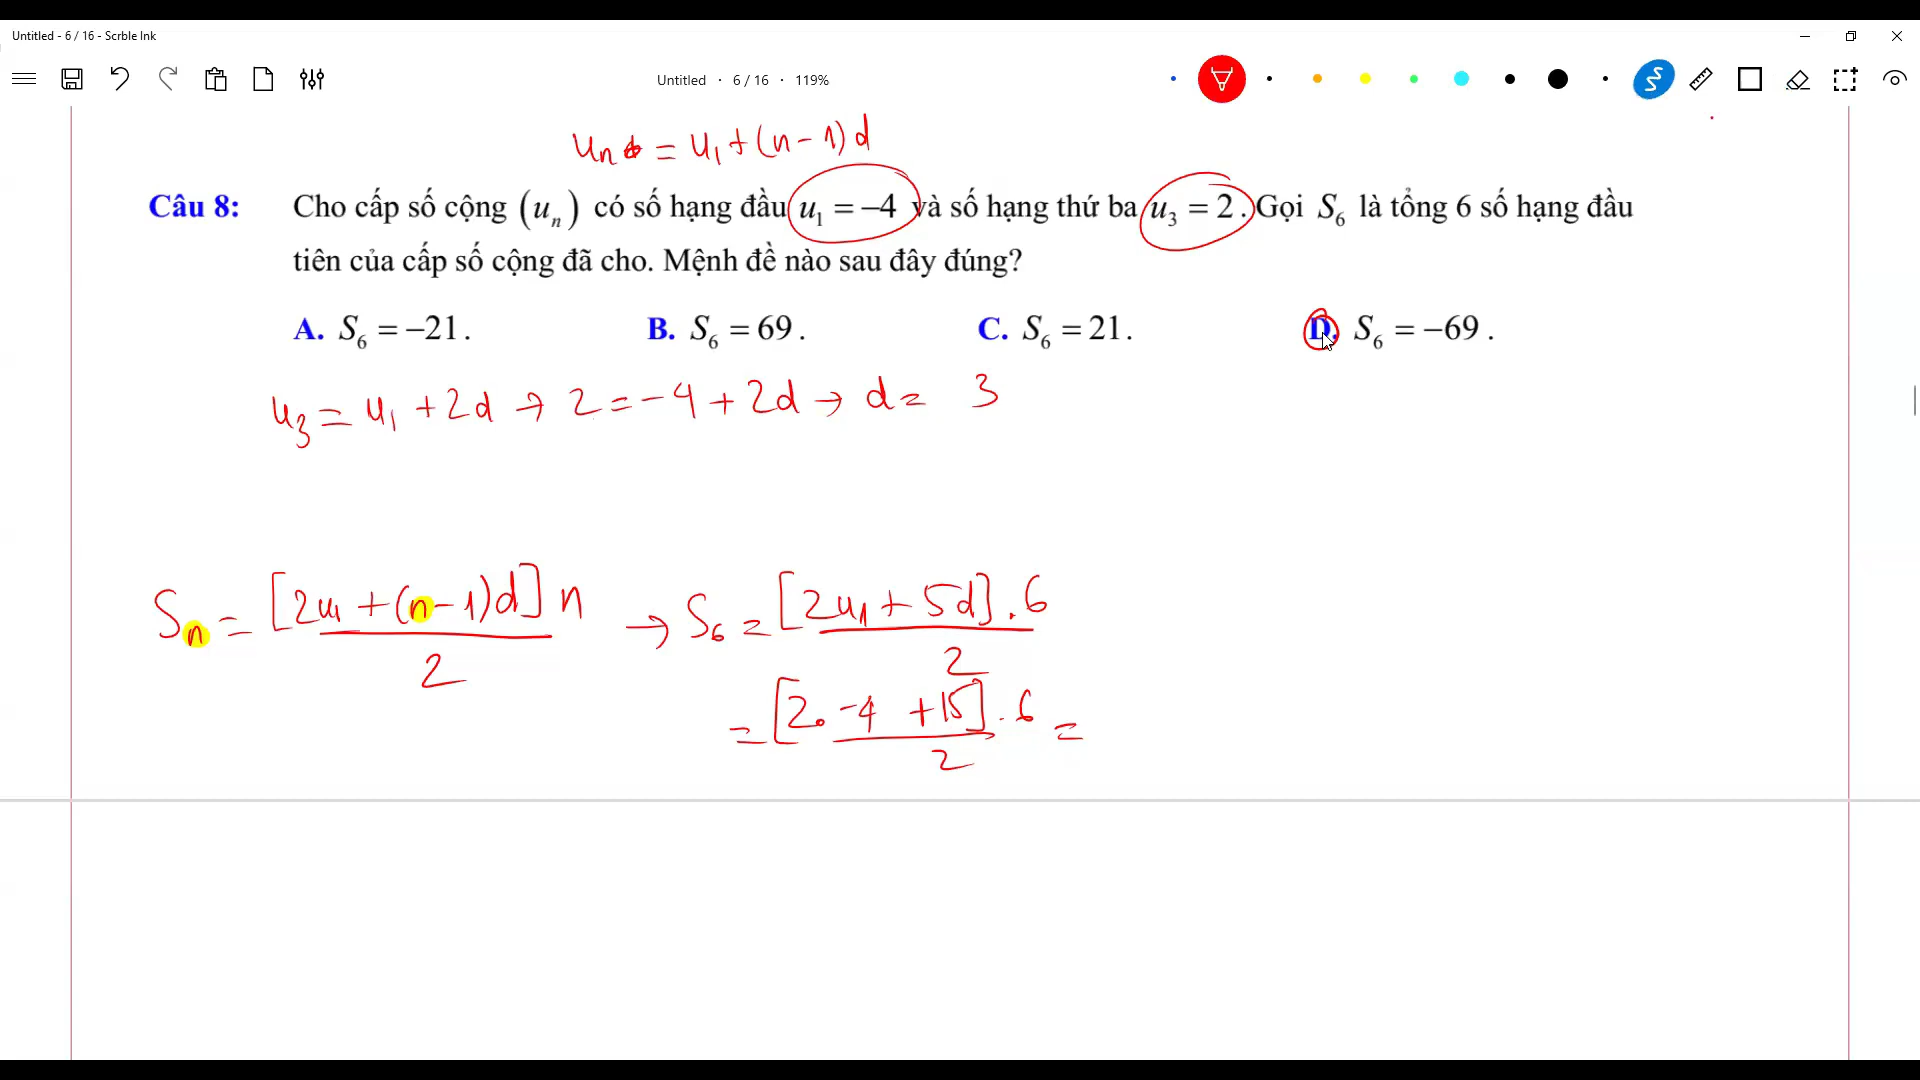 Untitled - 6 / 16 - Scrble Ink
Untitled · 6 / 16 · 119%
uₙ = u₁ + (n - 1)d
Câu 8: Cho cấp số cộng (uₙ) có số hạng đầu u₁ = −4 và số hạng thứ ba u₃ = 2. Gọi S₆ là tổng 6 số hạng đầu
tiên của cấp số cộng đã cho. Mệnh đề nào sau đây đúng?
A. S₆ = −21. B. S₆ = 69. C. S₆ = 21. D. S₆ = −69.
u₃ = u₁ + 2d → 2 = -4 + 2d → d = 3
Sₙ = [2u₁ + (n-1)d] n / 2 → S₆ = [2u₁ + 5d] . 6 / 2
= [2. -4 + 15] . 6 / 2 =